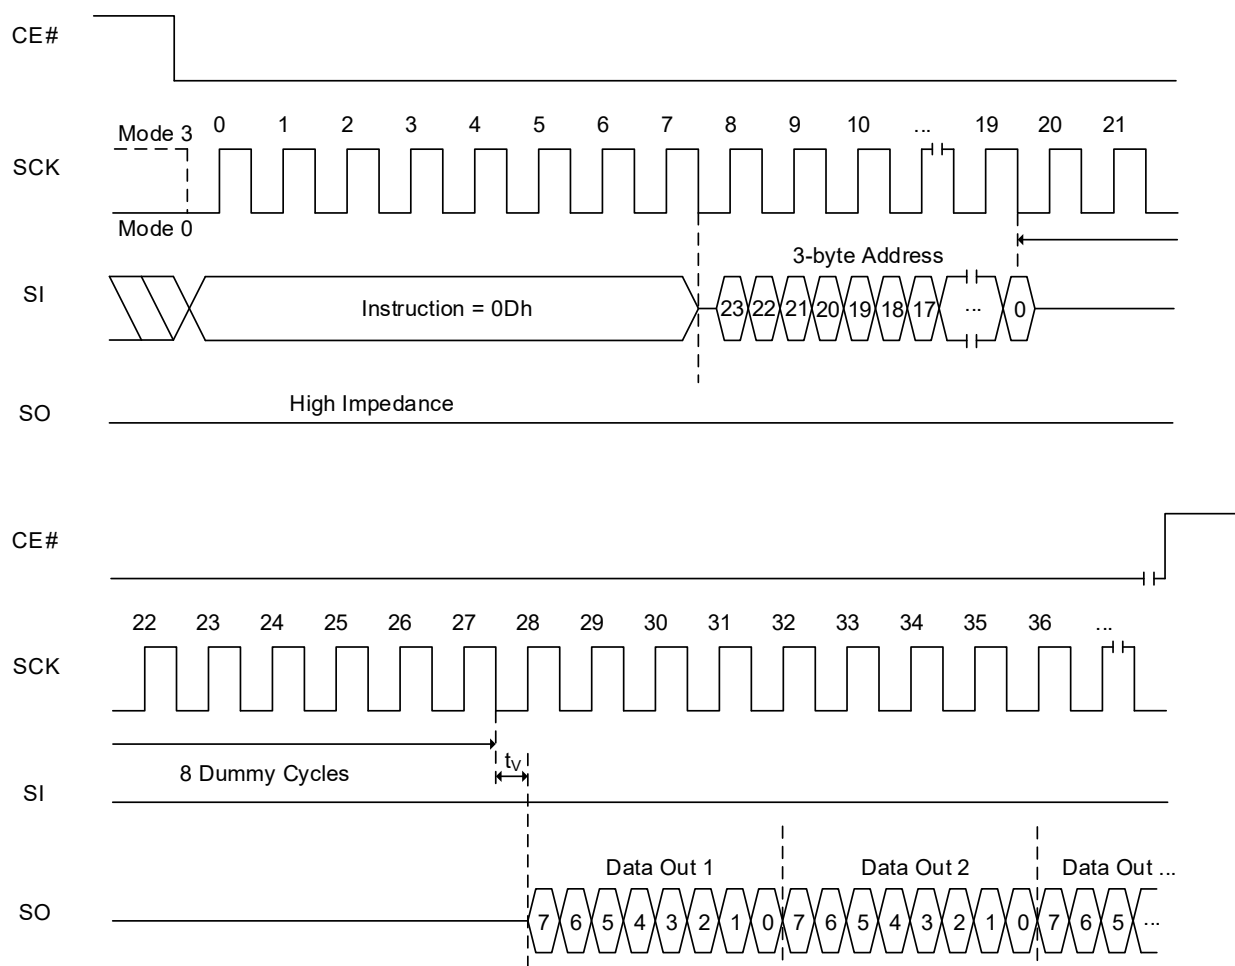 CE#
0 1 2 3 4 5 6 7 8 9 10 ... 19 20 21
Mode 3
SCK
Mode 0
3-byte Address
SI
Instruction = 0Dh
23 22 21 20 19 18 17 ... 0
High Impedance
SO
CE#
22 23 24 25 26 27 28 29 30 31 32 33 34 35 36 ...
SCK
tV
8 Dummy Cycles
SI
Data Out 1 Data Out 2 Data Out ...
SO
7 6 5 4 3 2 1 0 7 6 5 4 3 2 1 0 7 6 5 ...